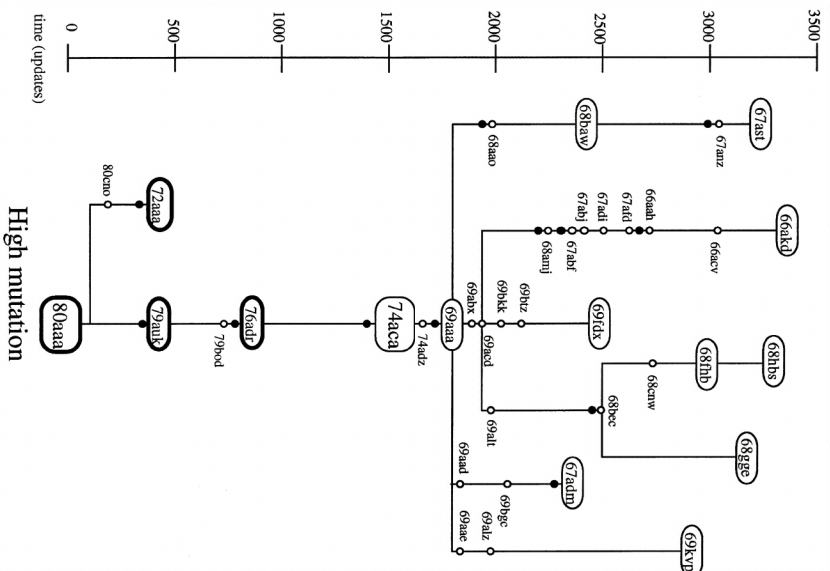 3500
3000
2500
2000
1500
1000
500
0
time (updates)
67ast
67anz
68baw
68aao
66akd
66acv
66aah
67afd
67adi
67abj
67abf
68amj
69fdx
69btz
69bkk
69abx
69acd
69aaa
74adz
74aca
76adr
79bod
79auk
72aaa
80cno
80aaa
68hbs
68fhb
68cnw
68gge
68bec
69alt
67adm
69bgc
69aad
69kvp
69alz
69aae
High mutation